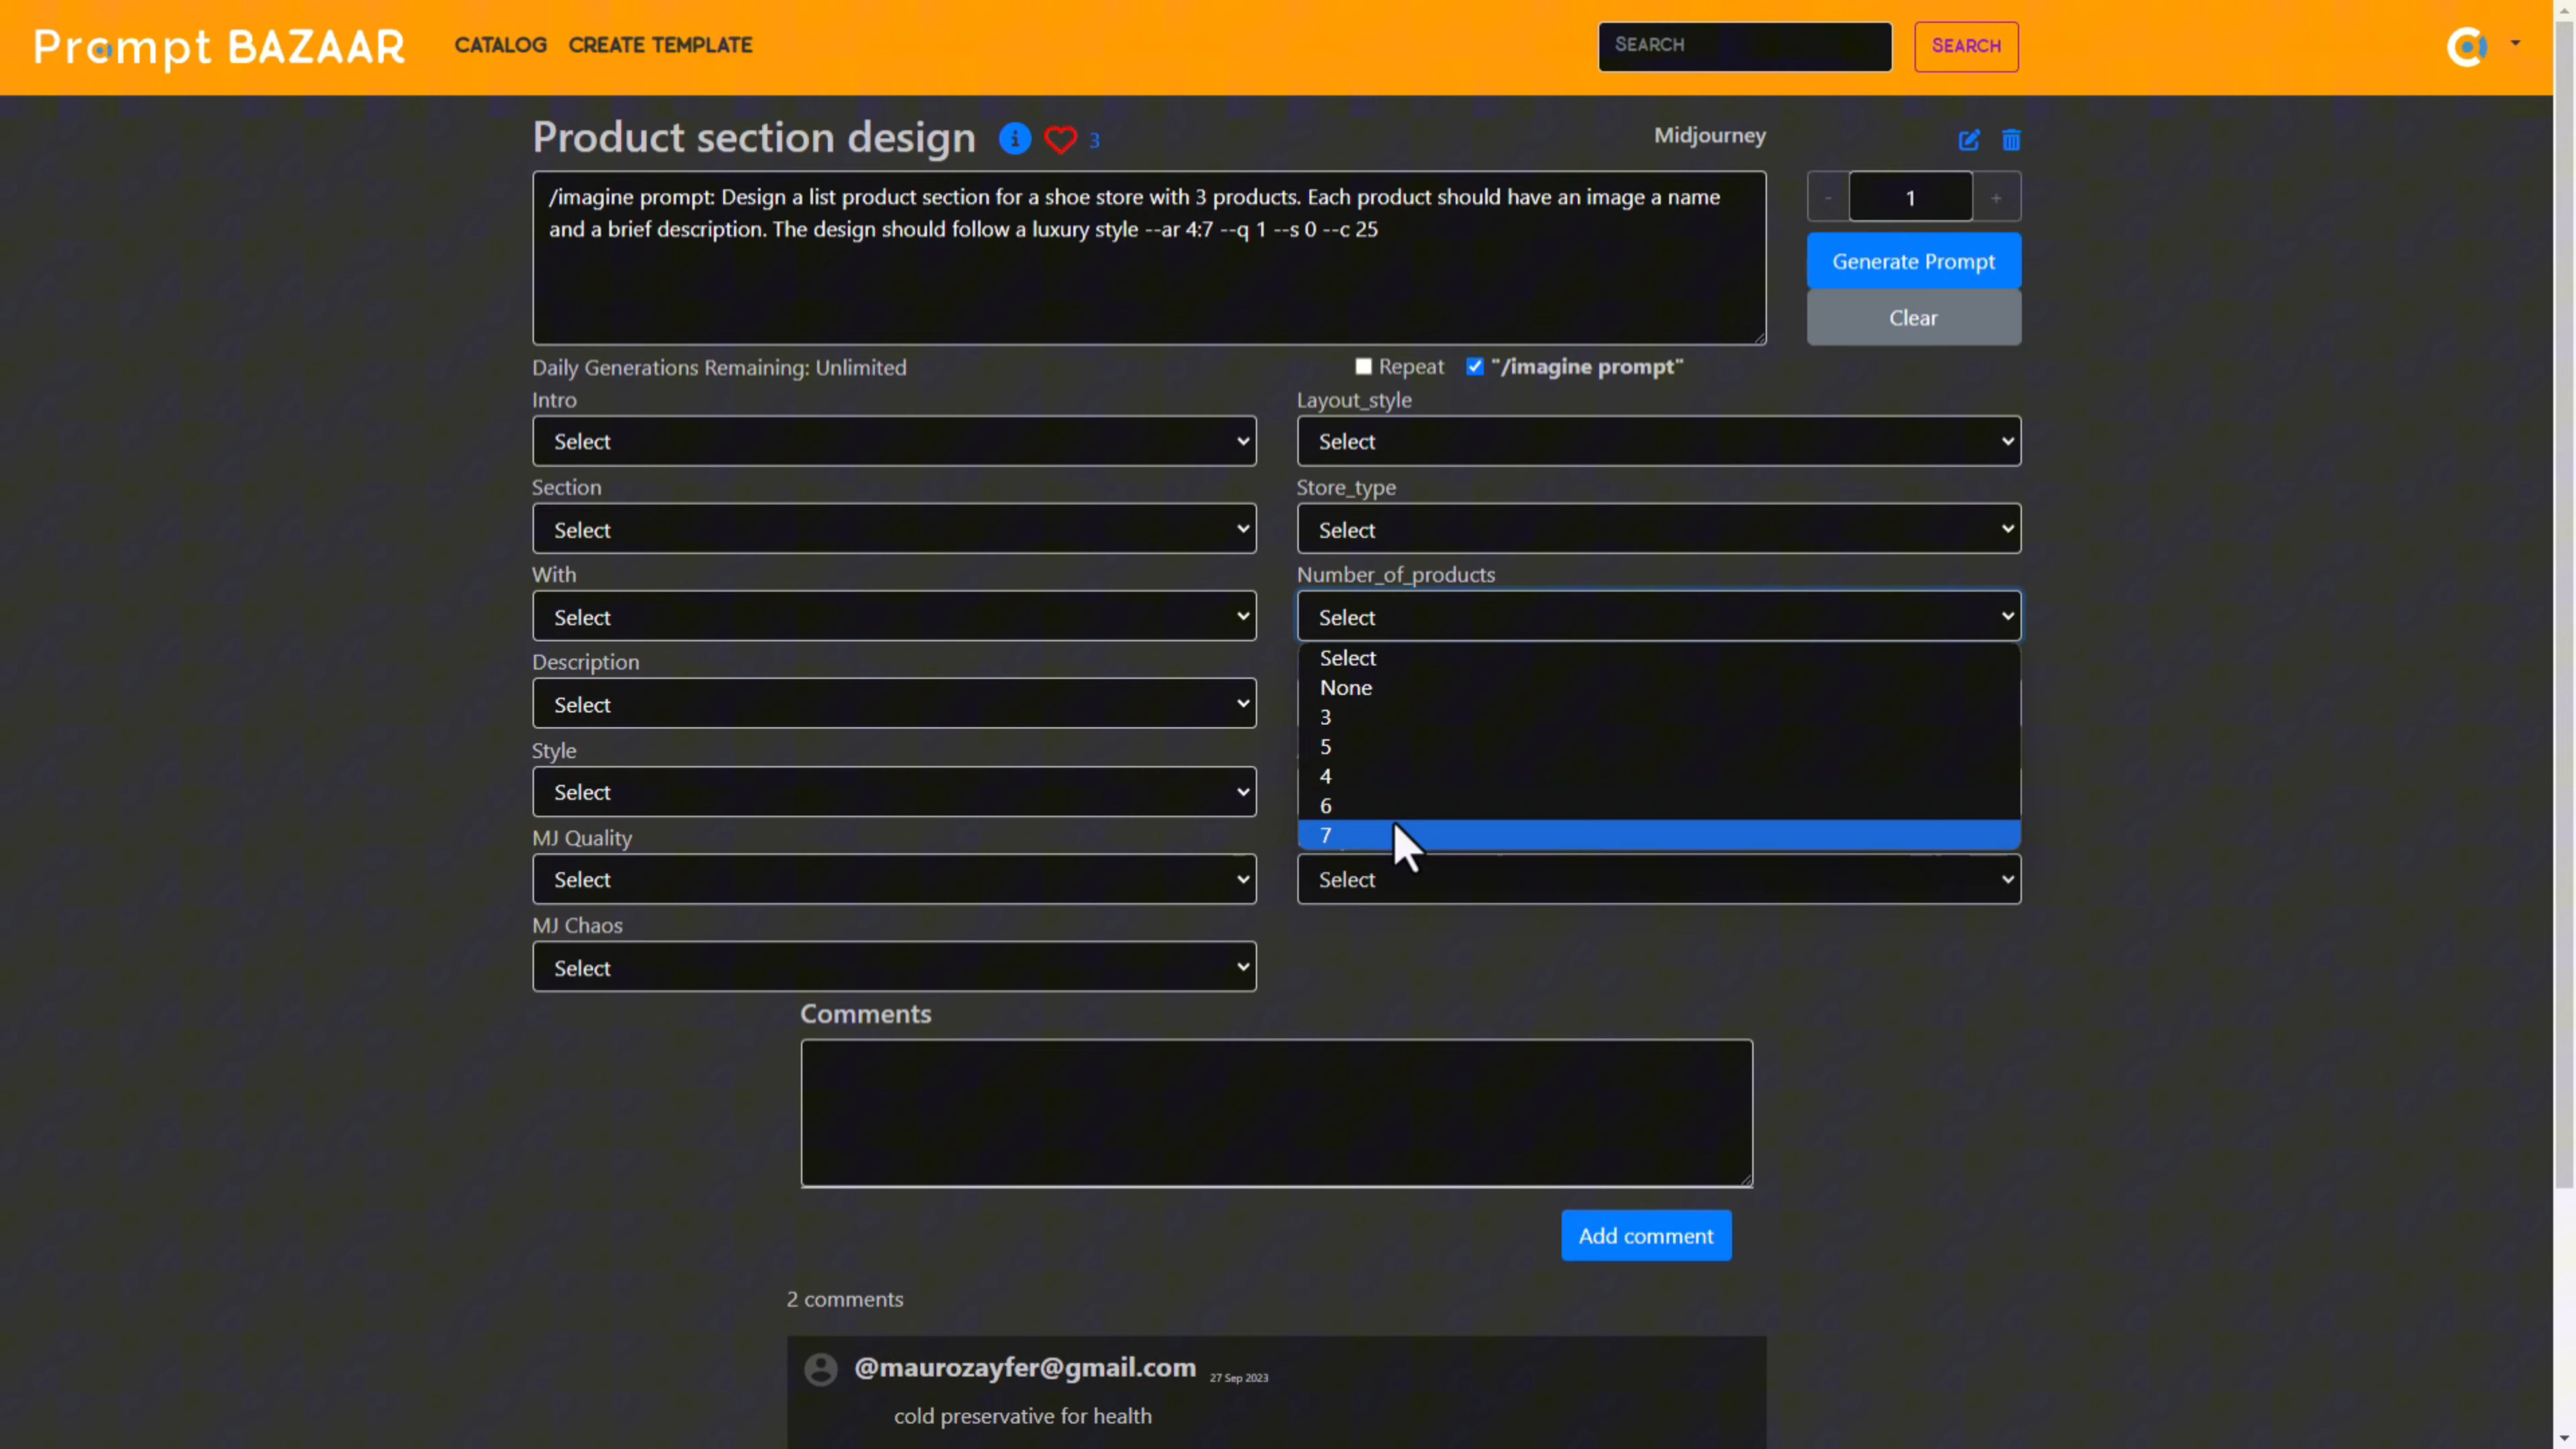 Prompt BAZAAR
CATALOG CREATE TEMPLATE
SEARCH
SEARCH
Product section design
3
Midjourney
/imagine prompt: Design a list product section for a shoe store with 3 products. Each product should have an image a name
and a brief description. The design should follow a luxury style --ar 4:7 --q 1 --s 0 --c 25
- 1 +
Generate Prompt
Clear
Daily Generations Remaining: Unlimited
Repeat
"/imagine prompt"
Intro
Select
Layout_style
Select
Section
Select
Store_type
Select
With
Select
Number_of_products
Select
Select
None
3
5
4
6
7
Description
Select
Style
Select
MJ Quality
Select
Select
MJ Chaos
Select
Comments
Add comment
2 comments
@maurozayfer@gmail.com 27 Sep 2023
cold preservative for health